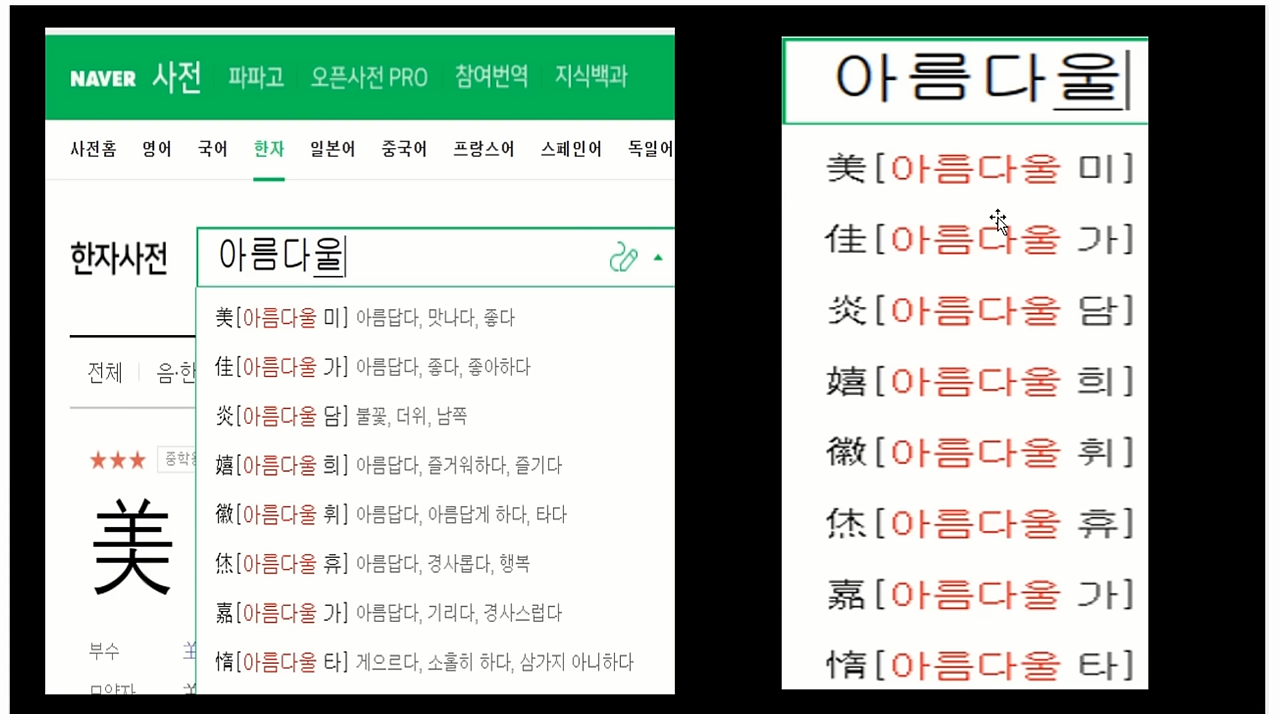 NAVER 사전 파파고 오픈사전 PRO 참여번역 지식백과
사전홈 영어 국어 한자 일본어 중국어 프랑스어 스페인어 독일어
한자사전 아름다울
美[아름다울 미] 아름답다, 맛나다, 좋다
佳[아름다울 가] 아름답다, 좋다, 좋아하다
炎[아름다울 담] 불꽃, 더위, 남쪽
嬉[아름다울 희] 아름답다, 즐거워하다, 즐기다
徽[아름다울 휘] 아름답다, 아름답게 하다, 타다
烋[아름다울 휴] 아름답다, 경사롭다, 행복
嘉[아름다울 가] 아름답다, 기리다, 경사스럽다
惰[아름다울 타] 게으르다, 소홀히 하다, 삼가지 아니하다
전체 음·한
★★★ 중학
美
부수
모양자
아름다울
美[아름다울 미]
佳[아름다울 가]
炎[아름다울 담]
嬉[아름다울 희]
徽[아름다울 휘]
烋[아름다울 휴]
嘉[아름다울 가]
惰[아름다울 타]